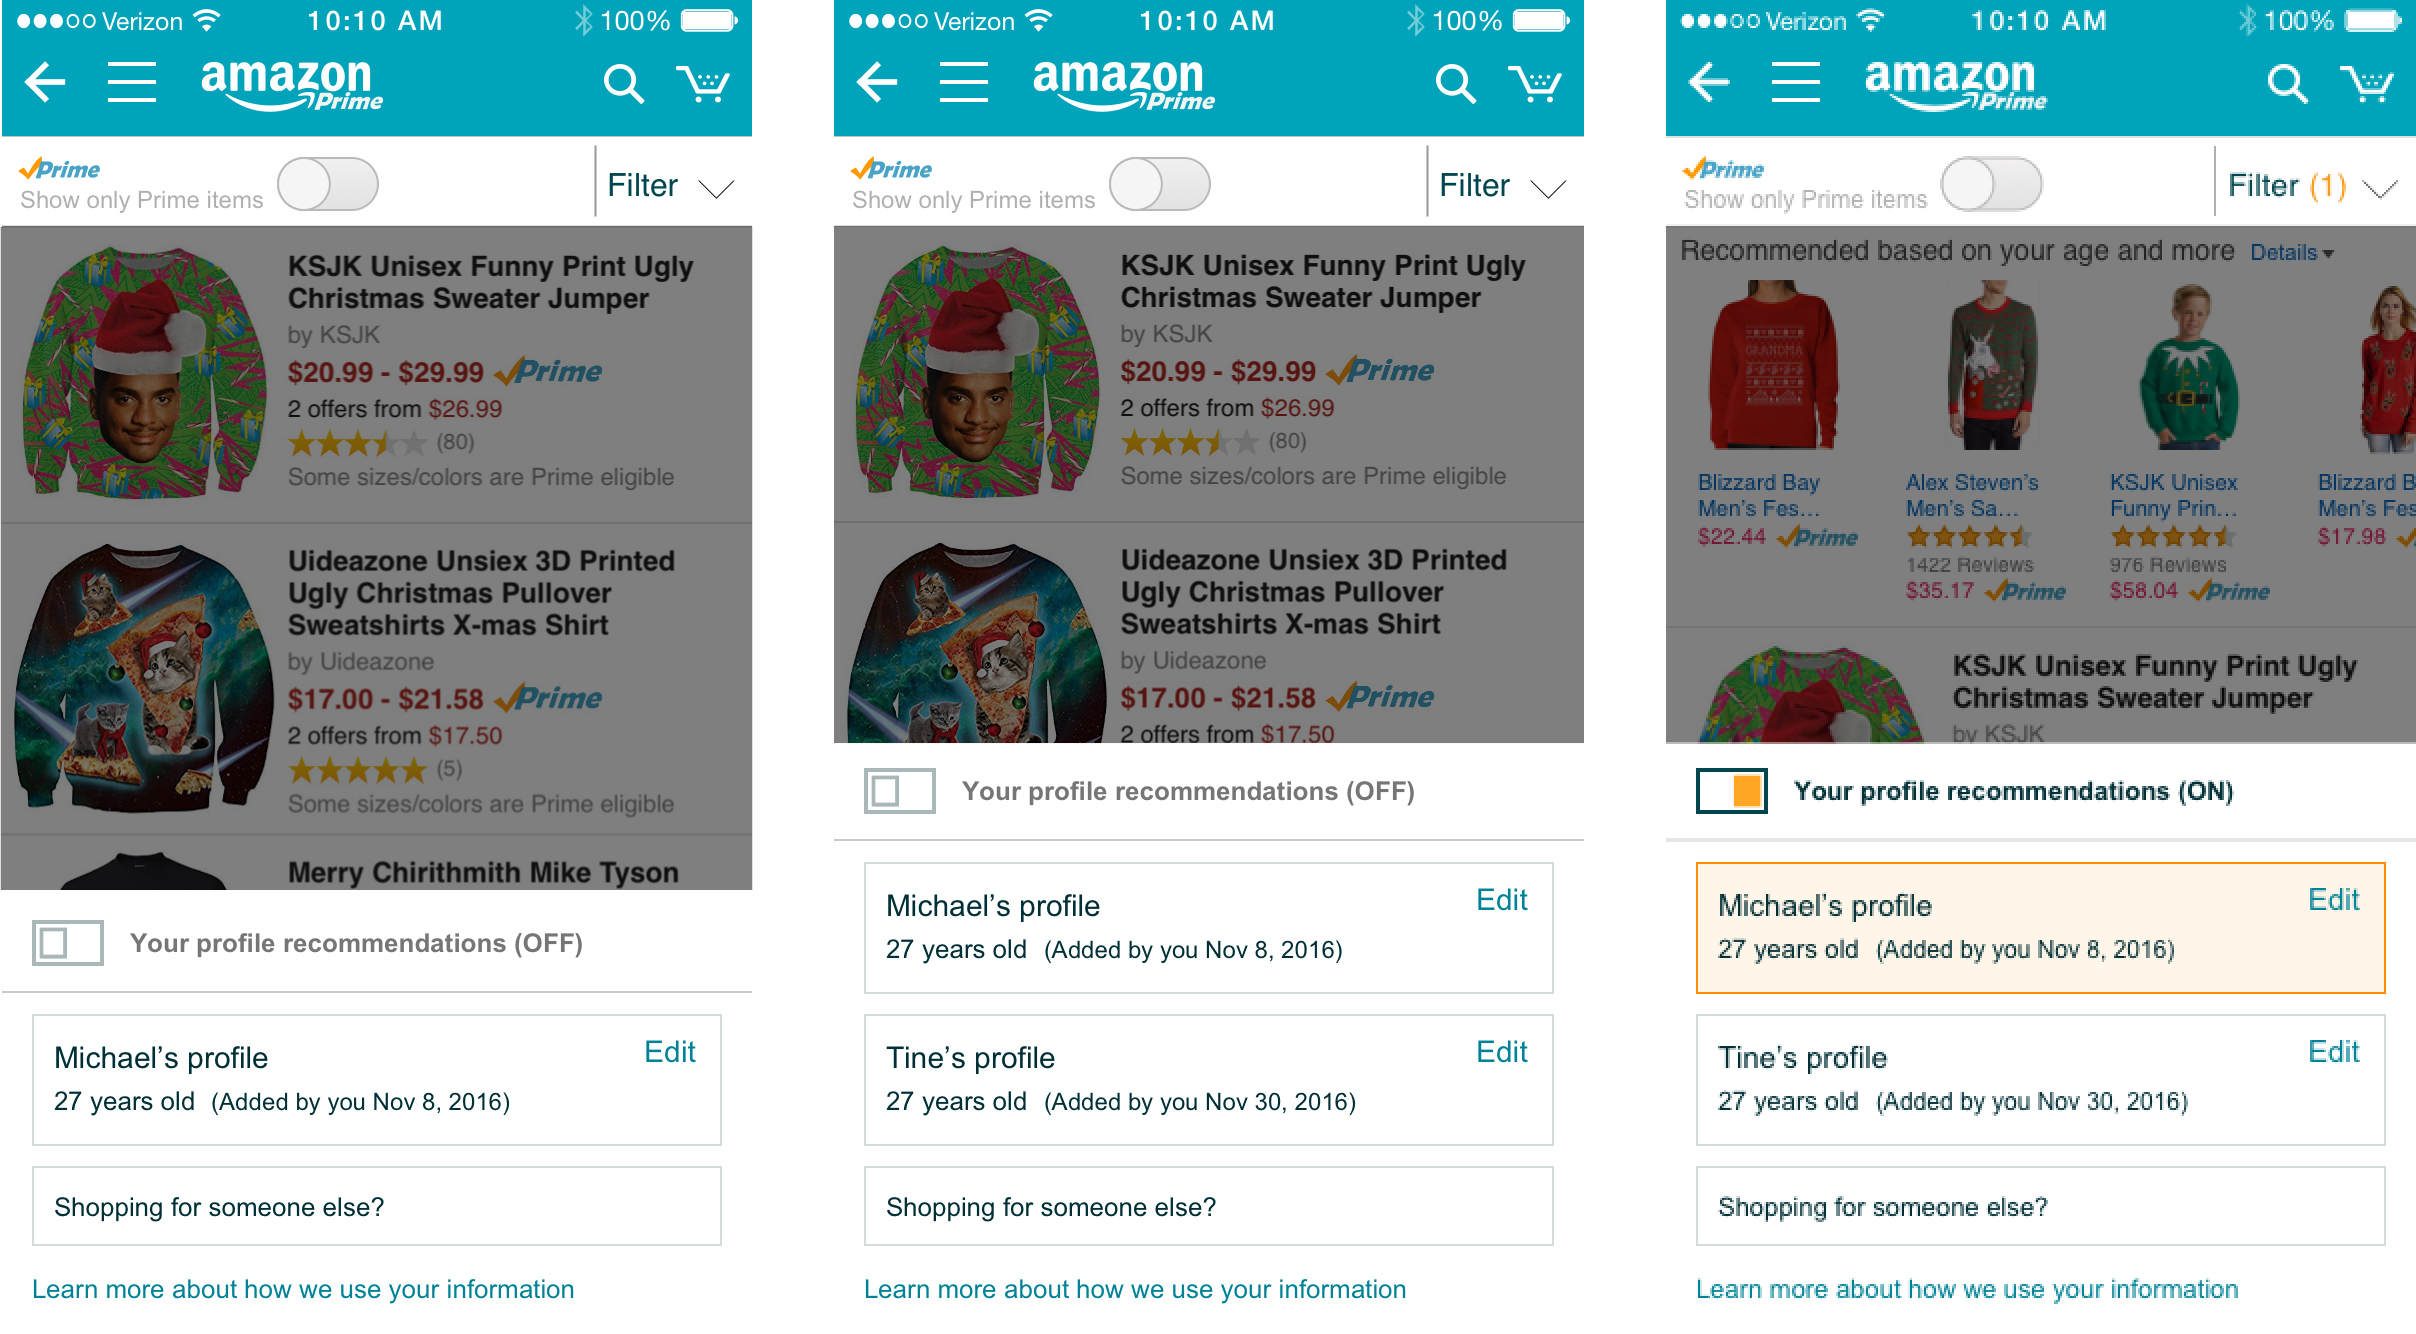 Verizon 10:10 AM 100%
amazon
Prime
Prime
Show only Prime items
Filter
KSJK Unisex Funny Print Ugly
Christmas Sweater Jumper
by KSJK
$20.99 - $29.99 Prime
2 offers from $26.99
(80)
Some sizes/colors are Prime eligible
Uideazone Unsiex 3D Printed
Ugly Christmas Pullover
Sweatshirts X-mas Shirt
by Uideazone
$17.00 - $21.58 Prime
2 offers from $17.50
(5)
Some sizes/colors are Prime eligible
Merry Chirithmith Mike Tyson
Your profile recommendations (OFF)
Michael's profile
Edit
27 years old (Added by you Nov 8, 2016)
Shopping for someone else?
Learn more about how we use your information
Verizon 10:10 AM 100%
amazon
Prime
Prime
Show only Prime items
Filter
KSJK Unisex Funny Print Ugly
Christmas Sweater Jumper
by KSJK
$20.99 - $29.99 Prime
2 offers from $26.99
(80)
Some sizes/colors are Prime eligible
Uideazone Unsiex 3D Printed
Ugly Christmas Pullover
Sweatshirts X-mas Shirt
by Uideazone
$17.00 - $21.58 Prime
2 offers from $17.50
Your profile recommendations (OFF)
Michael's profile
Edit
27 years old (Added by you Nov 8, 2016)
Tine's profile
Edit
27 years old (Added by you Nov 30, 2016)
Shopping for someone else?
Learn more about how we use your information
Verizon 10:10 AM 100%
amazon
Prime
Prime
Show only Prime items
Filter (1)
Recommended based on your age and more Details
GRANDMA
Blizzard Bay
Men's Fes...
$22.44 Prime
Alex Steven's
Men's Sa...
1422 Reviews
$35.17 Prime
KSJK Unisex
Funny Prin...
976 Reviews
$58.04 Prime
Blizzard B
Men's Fes
$17.98
KSJK Unisex Funny Print Ugly
Christmas Sweater Jumper
by KSJK
Your profile recommendations (ON)
Michael's profile
Edit
27 years old (Added by you Nov 8, 2016)
Tine's profile
Edit
27 years old (Added by you Nov 30, 2016)
Shopping for someone else?
Learn more about how we use your information